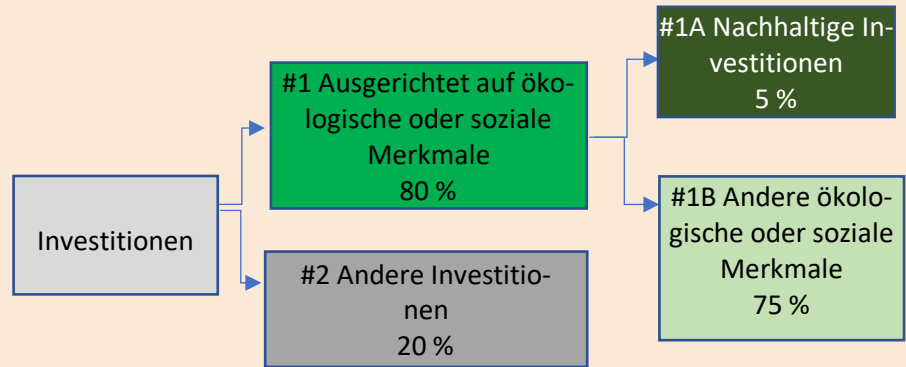 Investitionen
#1 Ausgerichtet auf öko-
logische oder soziale
Merkmale
80 %
#2 Andere Investitio-
nen
20 %
#1A Nachhaltige In-
vestitionen
5 %
#1B Andere ökolo-
gische oder soziale
Merkmale
75 %